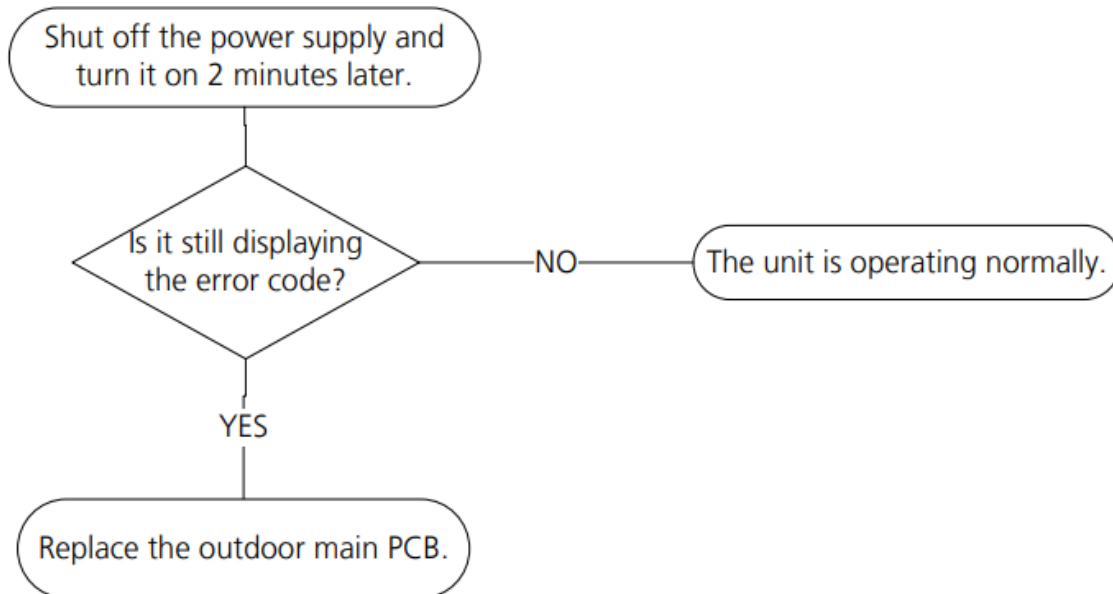 Shut off the power supply and
turn it on 2 minutes later.
Is it still displaying
the error code?
NO
The unit is operating normally.
YES
Replace the outdoor main PCB.